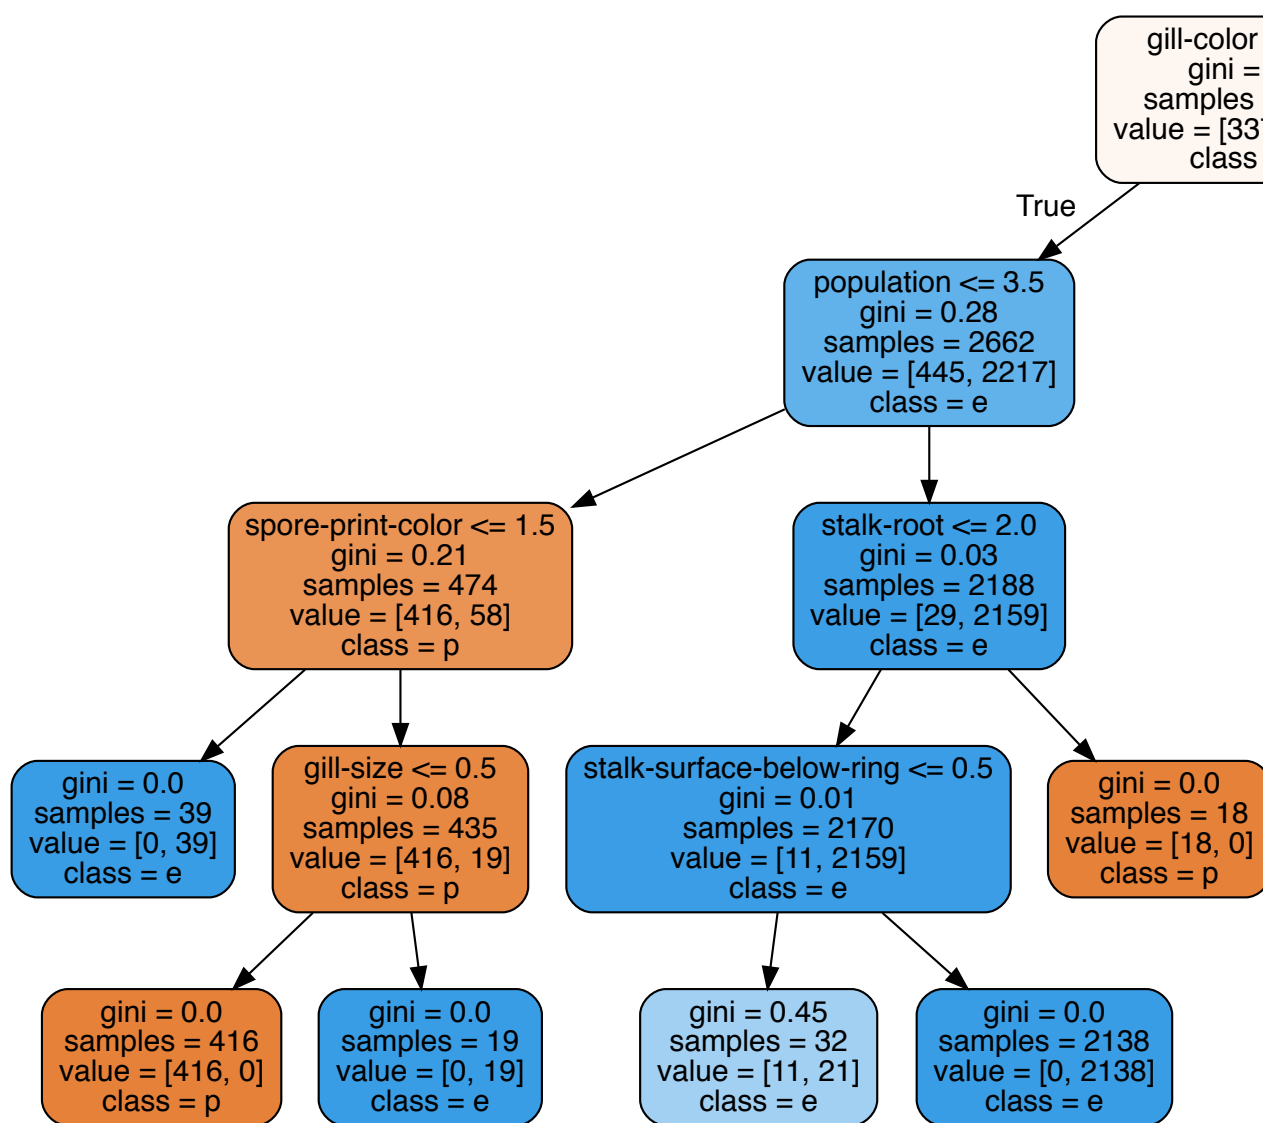 gill-color
gini =
samples
value = [337
class
True
population <= 3.5
gini = 0.28
samples = 2662
value = [445, 2217]
class = e
spore-print-color <= 1.5
gini = 0.21
samples = 474
value = [416, 58]
class = p
stalk-root <= 2.0
gini = 0.03
samples = 2188
value = [29, 2159]
class = e
gini = 0.0
samples = 39
value = [0, 39]
class = e
gill-size <= 0.5
gini = 0.08
samples = 435
value = [416, 19]
class = p
stalk-surface-below-ring <= 0.5
gini = 0.01
samples = 2170
value = [11, 2159]
class = e
gini = 0.0
samples = 18
value = [18, 0]
class = p
gini = 0.0
samples = 416
value = [416, 0]
class = p
gini = 0.0
samples = 19
value = [0, 19]
class = e
gini = 0.45
samples = 32
value = [11, 21]
class = e
gini = 0.0
samples = 2138
value = [0, 2138]
class = e